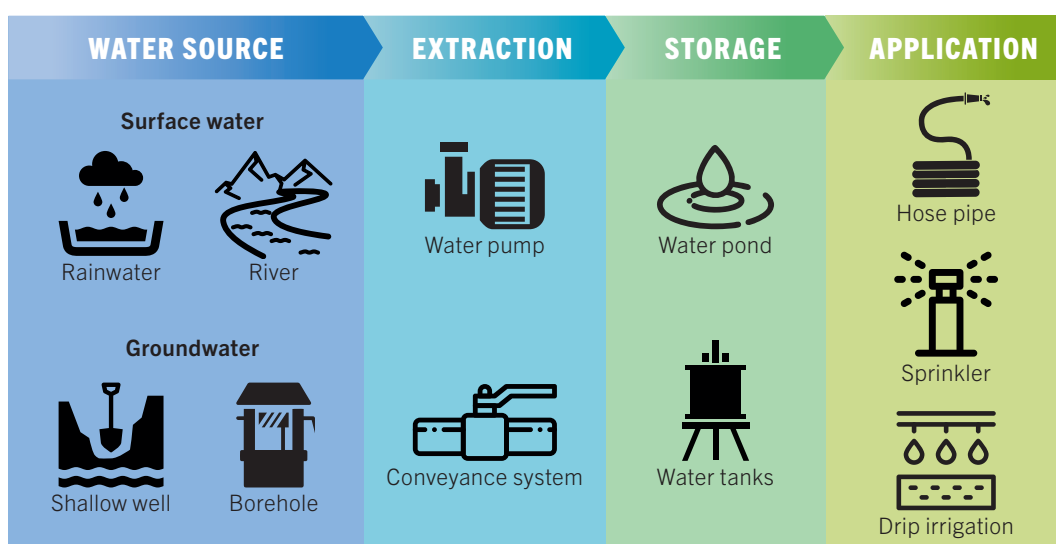 WATER SOURCE
EXTRACTION
STORAGE
APPLICATION
Surface water
Rainwater
River
Groundwater
Shallow well
Borehole
Water pump
Conveyance system
Water pond
Water tanks
Hose pipe
Sprinkler
Drip irrigation